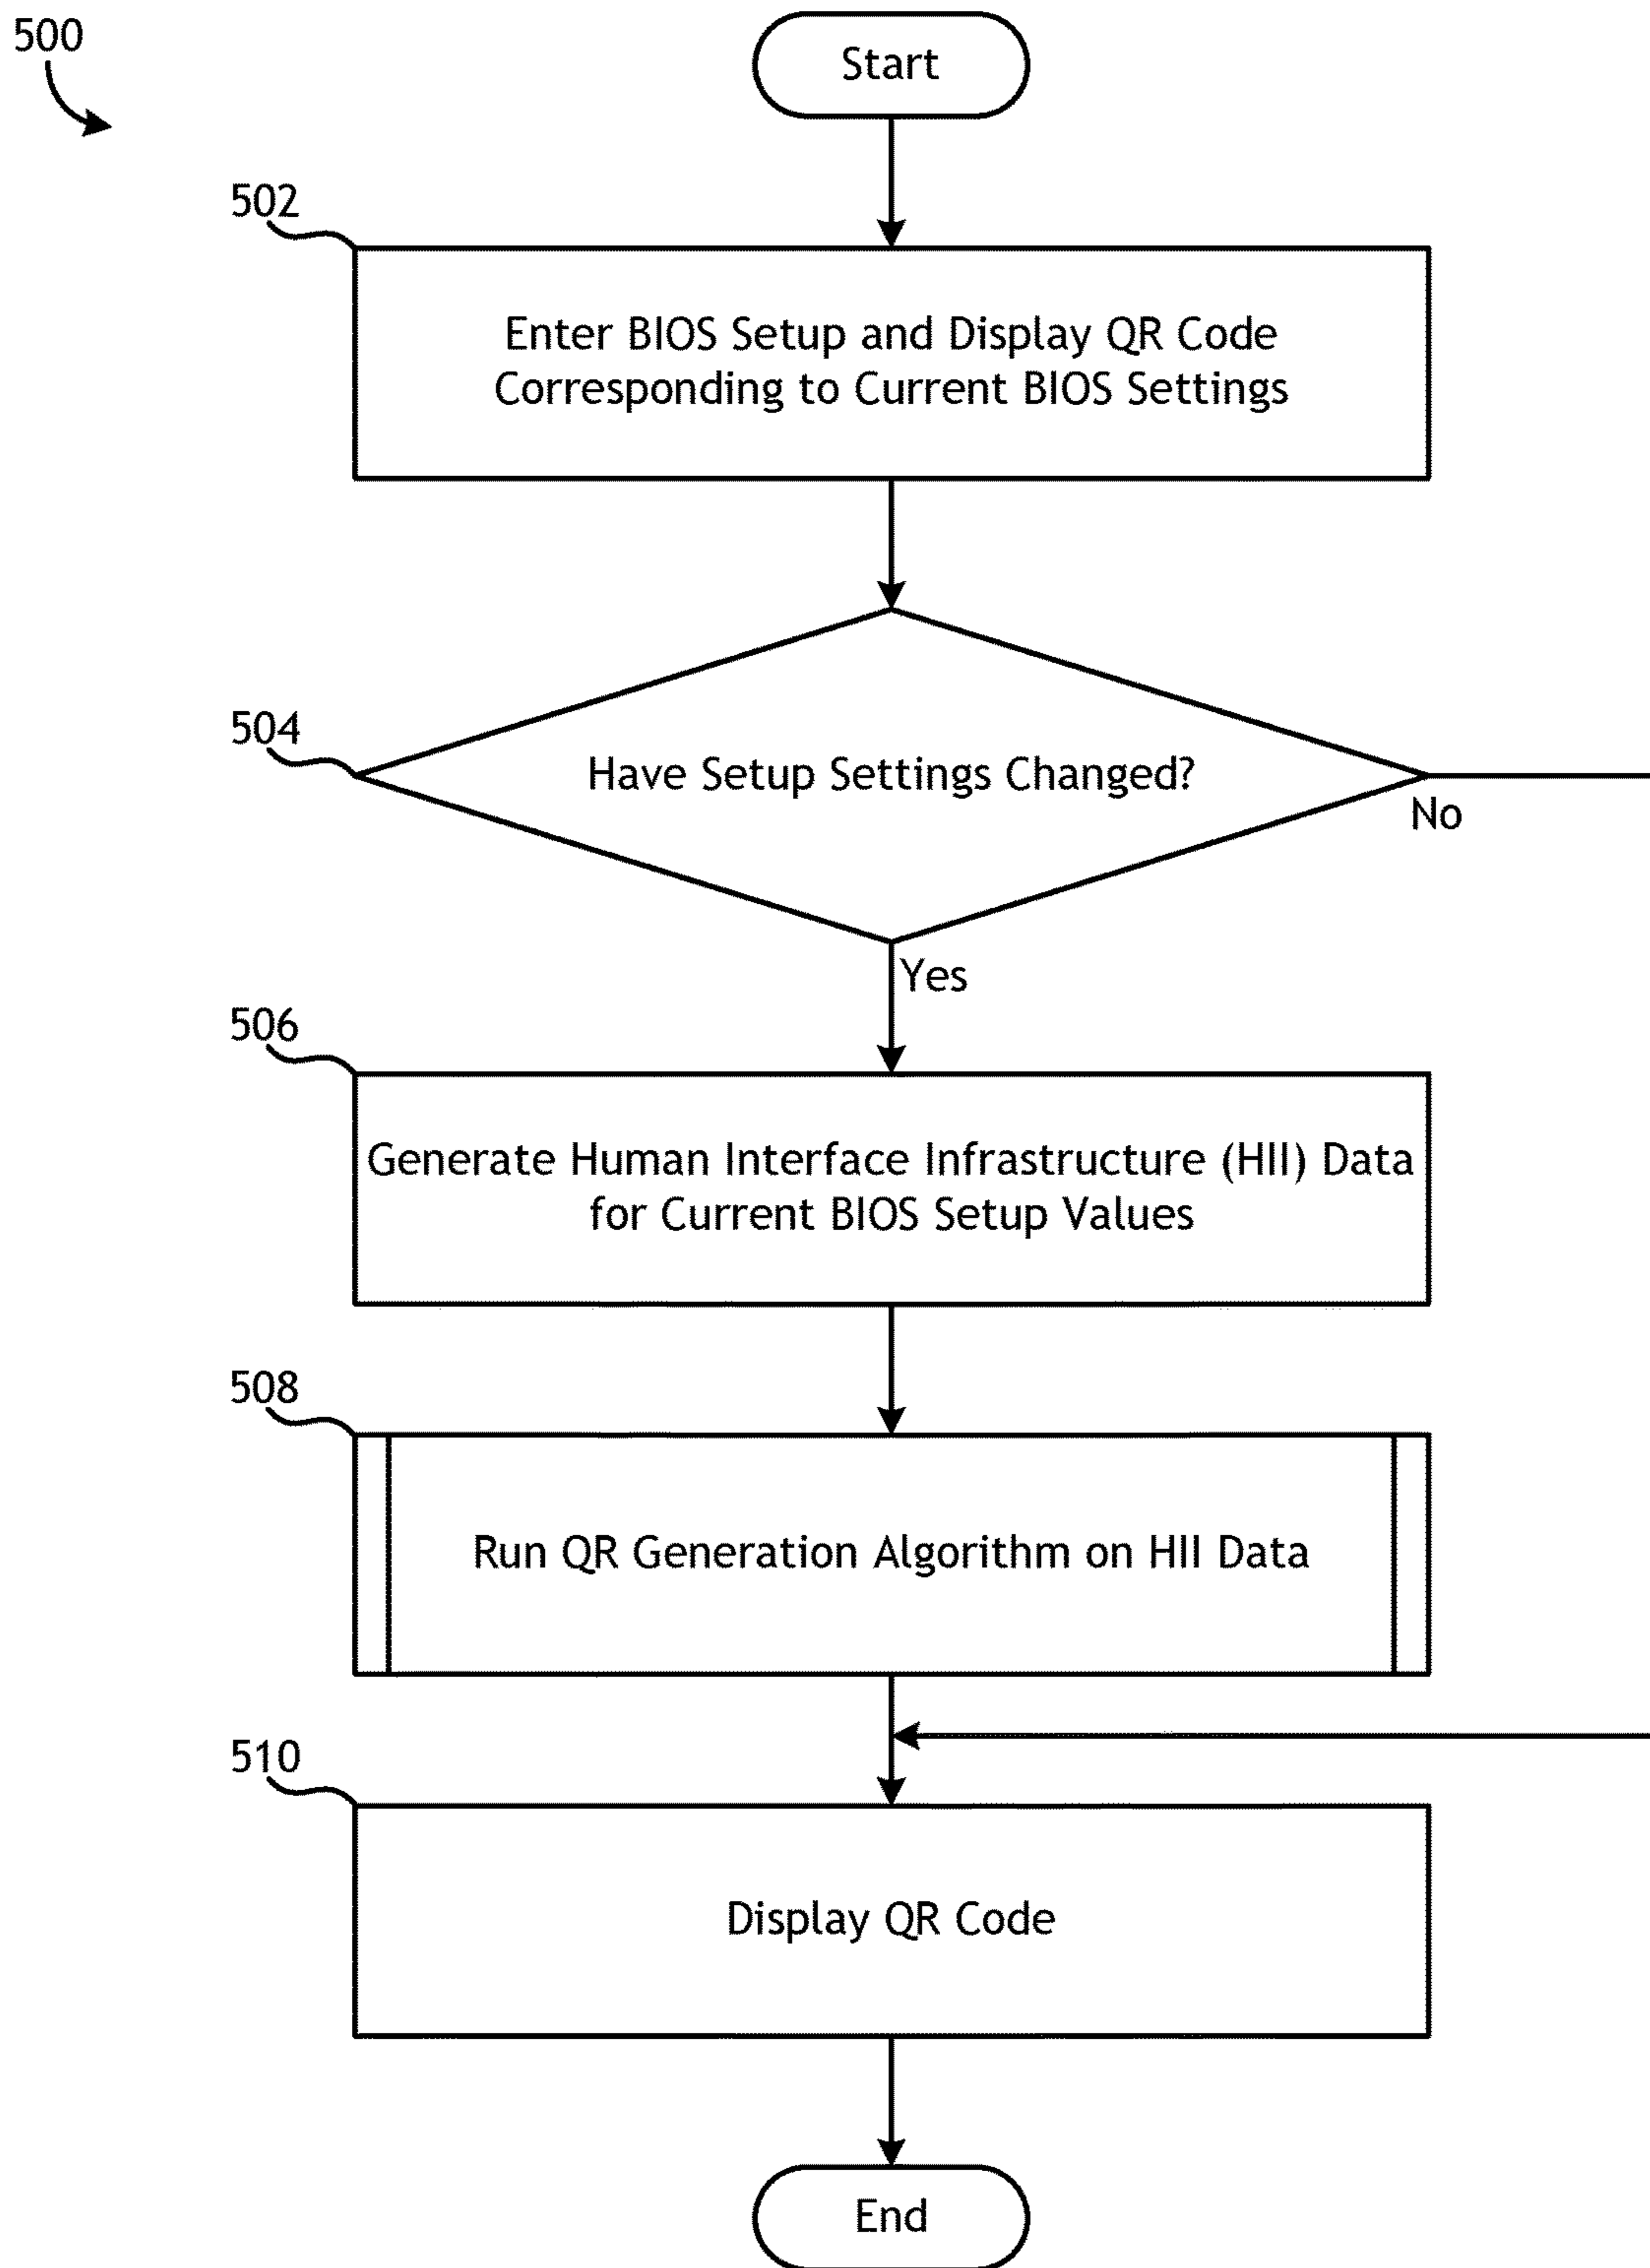 500
Start
502
Enter BIOS Setup and Display QR Code
Corresponding to Current BIOS Settings
504
Have Setup Settings Changed?
No
Yes
506
Generate Human Interface Infrastructure (HII) Data
for Current BIOS Setup Values
508
Run QR Generation Algorithm on HII Data
510
Display QR Code
End